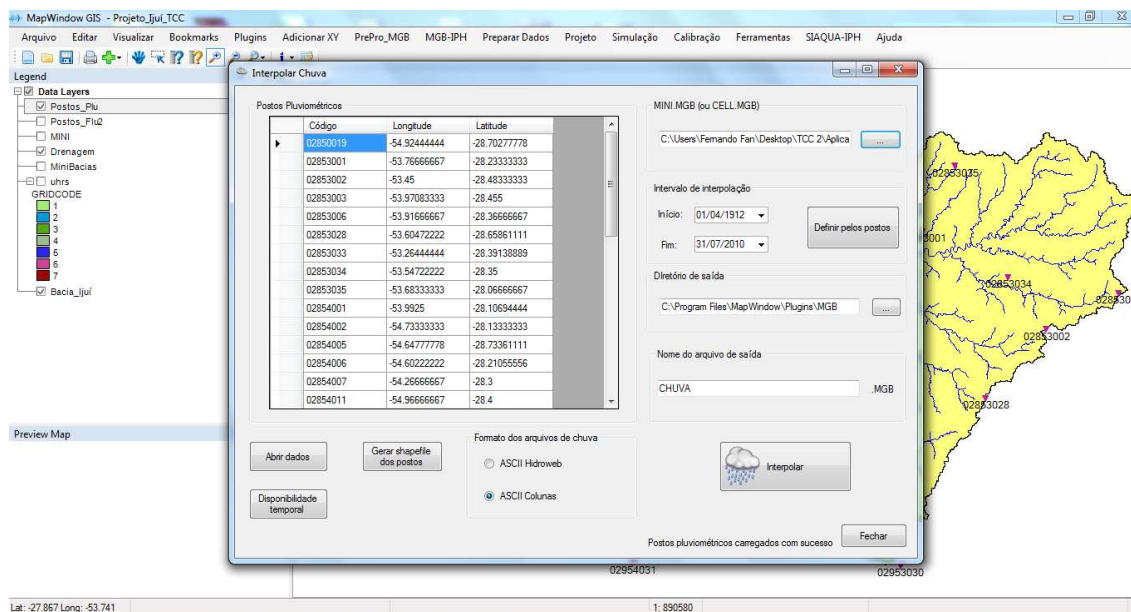 MapWindow GIS - Projeto_Ijuí_TCC
Arquivo Editar Visualizar Bookmarks Plugins Adicionar XY PrePro_MGB MGB-IPH Preparar Dados Projeto Simulação Calibração Ferramentas SIAQUA-IPH Ajuda
Legend
Data Layers
Postos_Plu
Postos_Flu2
MINI
Drenagem
MiniBacias
uhrs
GRIDCODE
1
2
3
4
5
6
7
Bacia_Ijuí
Preview Map
Interpolar Chuva
Postos Pluviométricos
Código Longitude Latitude
02850019 -54.92444444 -28.70277778
02853001 -53.76666667 -28.23333333
02853002 -53.45 -28.48333333
02853003 -53.97083333 -28.455
02853006 -53.91666667 -28.36666667
02853028 -53.60472222 -28.65861111
02853033 -53.26444444 -28.39138889
02853034 -53.54722222 -28.35
02853035 -53.68333333 -28.06666667
02854001 -53.9925 -28.10694444
02854002 -54.73333333 -28.13333333
02854005 -54.64777778 -28.73361111
02854006 -54.60222222 -28.21055556
02854007 -54.26666667 -28.3
02854011 -54.96666667 -28.4
Abrir dados
Gerar shapefile dos postos
Disponibilidade temporal
Formato dos arquivos de chuva
ASCII Hidroweb
ASCII Colunas
MINI.MGB (ou CELL.MGB)
C:\Users\Fernando Fan\Desktop\TCC 2\Aplica ...
Intervalo de interpolação
Início: 01/04/1912
Fim: 31/07/2010
Definir pelos postos
Diretório de saída
C:\Program Files\MapWindow\Plugins\MGB ...
Nome do arquivo de saída
CHUVA .MGB
Interpolar
Postos pluviométricos carregados com sucesso
Fechar
02853035
3001
02853034
028530
02853002
02853028
02954031
02953030
Lat: -27.867 Long: -53.741
1: 890580